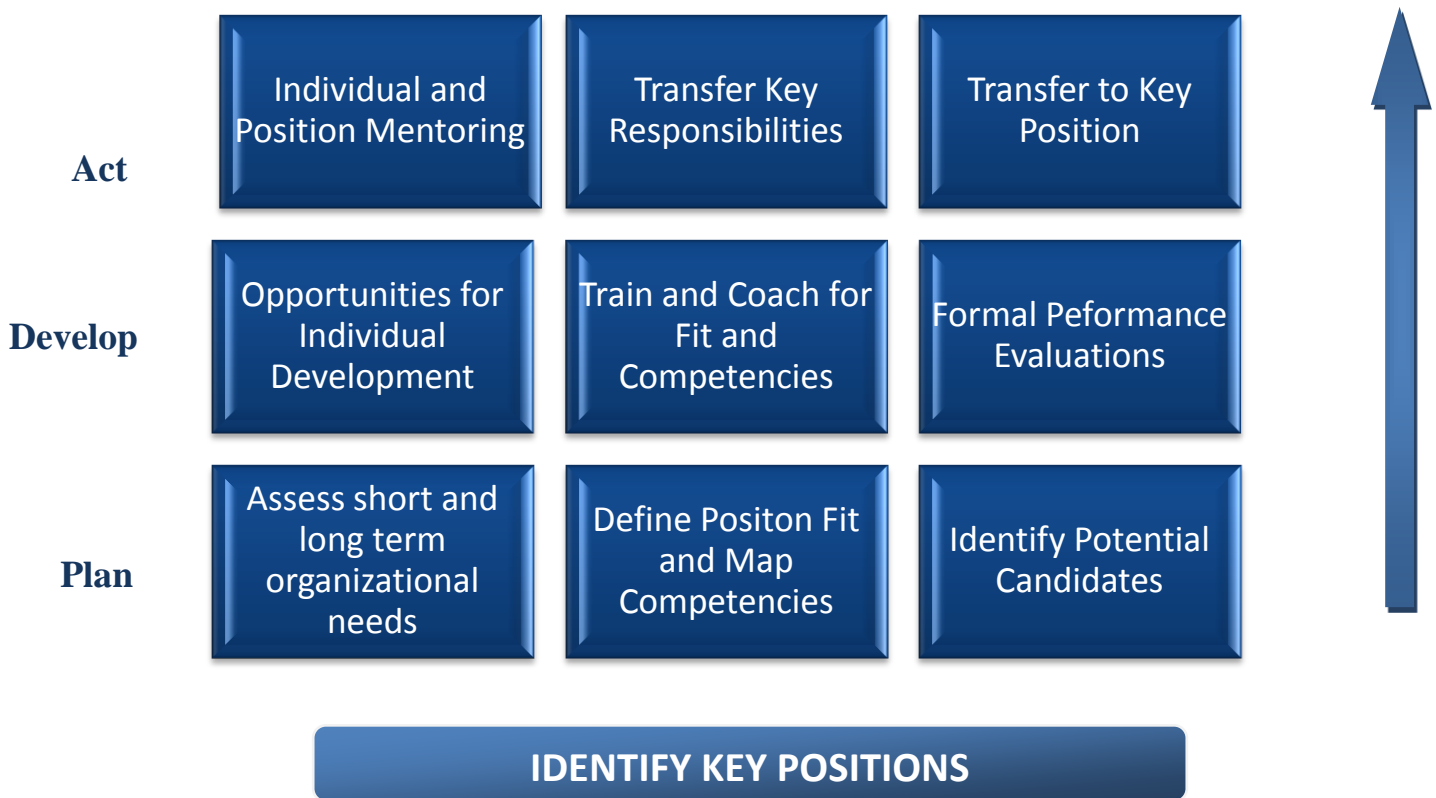 Act
Individual and
Position Mentoring
Transfer Key
Responsibilities
Transfer to Key
Position
Develop
Opportunities for
Individual
Development
Train and Coach for
Fit and
Competencies
Formal Peformance
Evaluations
Plan
Assess short and
long term
organizational
needs
Define Positon Fit
and Map
Competencies
Identify Potential
Candidates
IDENTIFY KEY POSITIONS